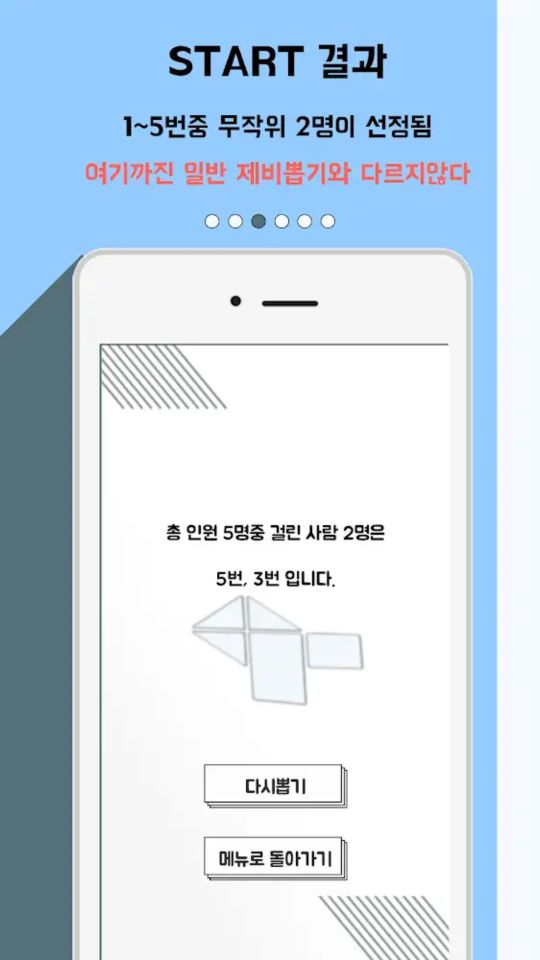 START 결과
1~5번중 무작위 2명이 선정됨
여기까진 일반 제비뽑기와 다르지않다
총 인원 5명중 걸린 사람 2명은
5번, 3번 입니다.
다시뽑기
메뉴로 돌아가기